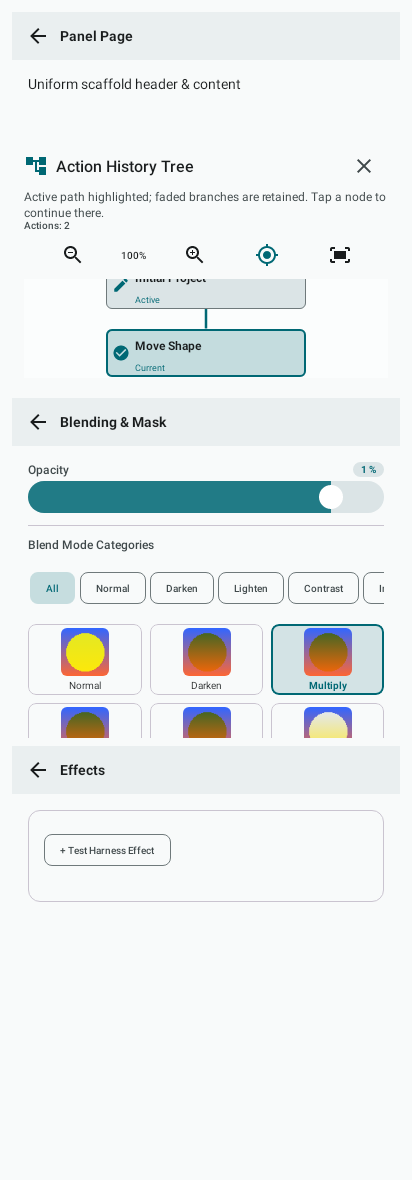 Panel Page
Uniform scaffold header & content
Action History Tree
Active path highlighted; faded branches are retained. Tap a node to
continue there.
Actions: 2
100%
Initial Project
Active
Move Shape
Current
Blending & Mask
Opacity
1 %
Blend Mode Categories
All
Normal
Darken
Lighten
Contrast
Normal
Darken
Multiply
Effects
+ Test Harness Effect